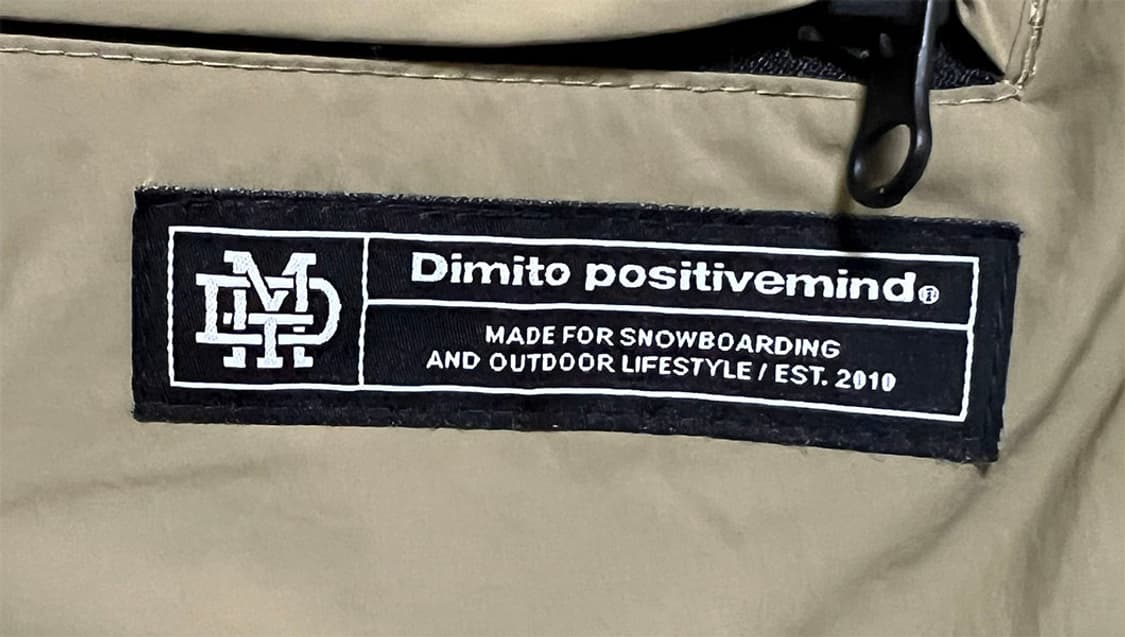 Dimito positivemind®
MADE FOR SNOWBOARDING
AND OUTDOOR LIFESTYLE / EST. 2010